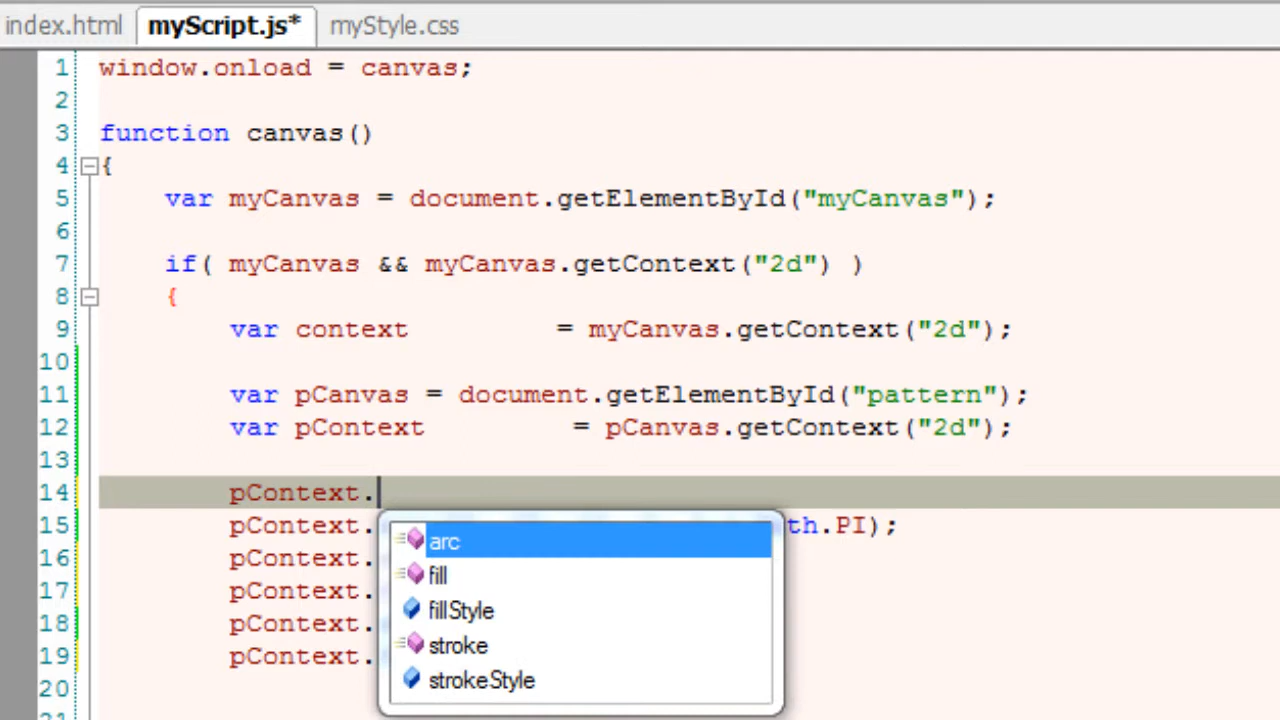 index.html myScript.js* myStyle.css
1 window.onload = canvas;
2
3 function canvas()
4 {
5 var myCanvas = document.getElementById("myCanvas");
6
7 if( myCanvas && myCanvas.getContext("2d") )
8 {
9 var context = myCanvas.getContext("2d");
10
11 var pCanvas = document.getElementById("pattern");
12 var pContext = pCanvas.getContext("2d");
13
14 pContext.
15 pContext. th.PI);
16 pContext.
17 pContext.
18 pContext.
19 pContext.
20
arc
fill
fillStyle
stroke
strokeStyle